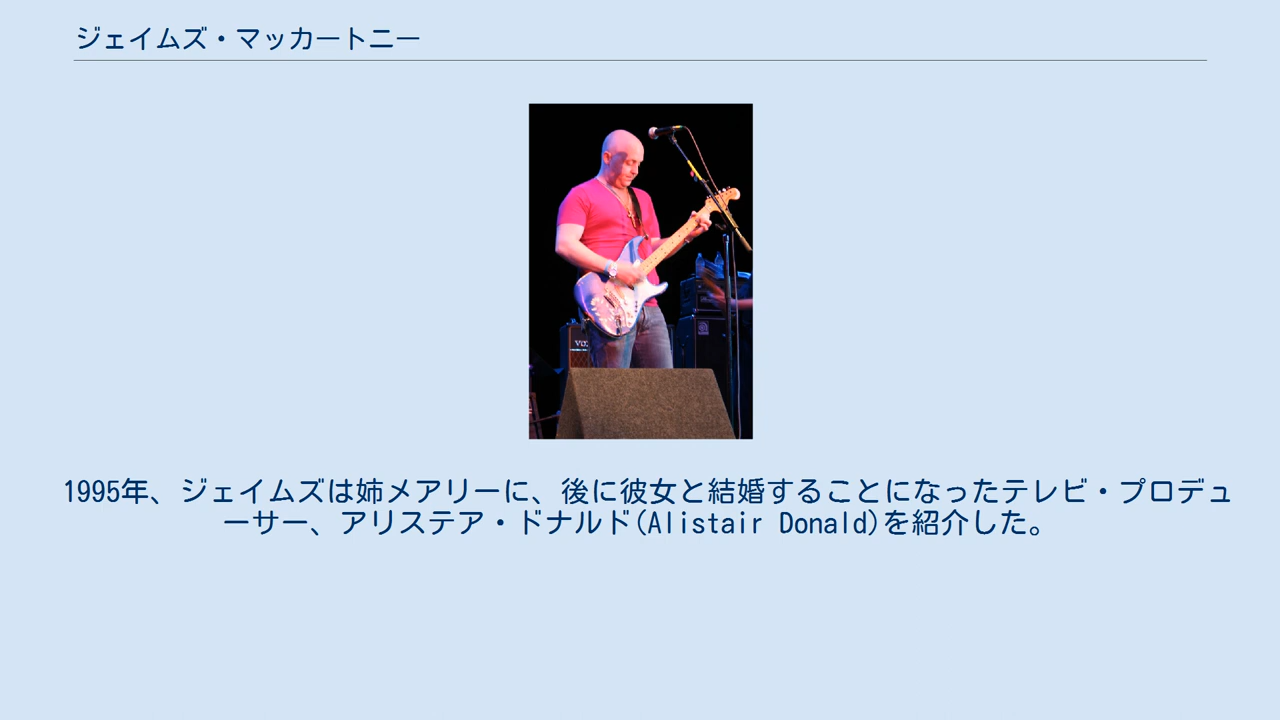 ジェイムズ・マッカートニー
VOX
1995年、ジェイムズは姉メアリーに、後に彼女と結婚することになったテレビ・プロデュ
ーサー、アリステア・ドナルド(Alistair Donald)を紹介した。